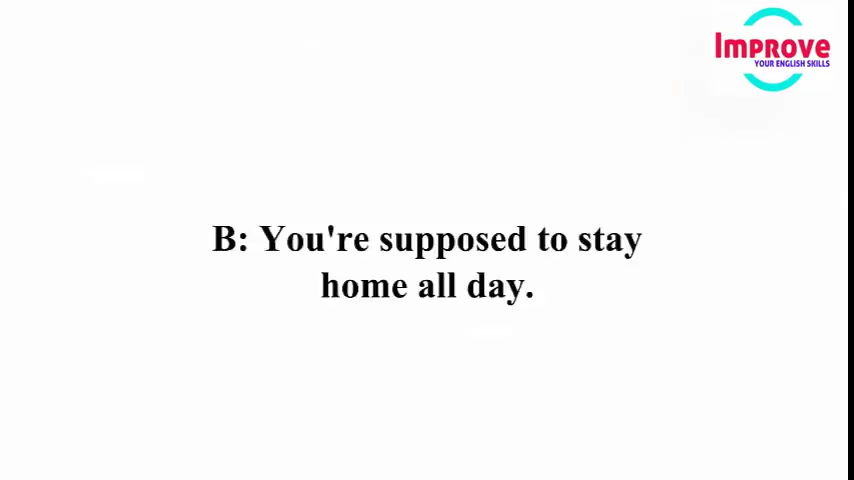 Improve
YOUR ENGLISH SKILLS
B: You're supposed to stay
home all day.